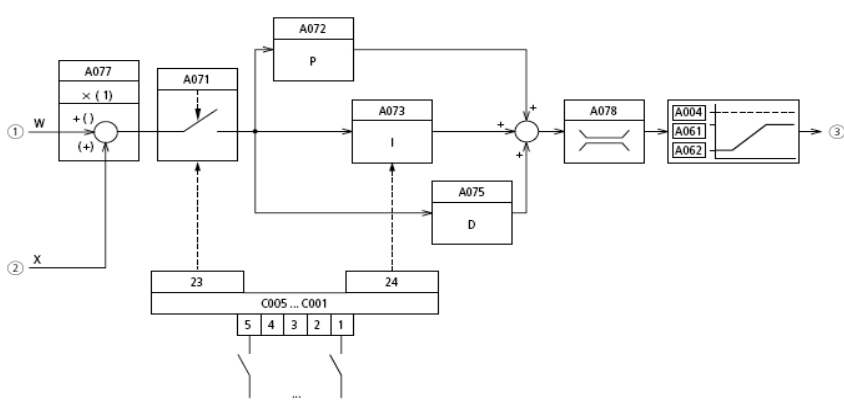 A072
P
A077
× ( 1 )
+ ( )
(+)
① W
A071
A073
I
+
+
+
A078
A004
A061
A062
③
A075
D
② X
23
24
C005 ... C001
5 4 3 2 1
...